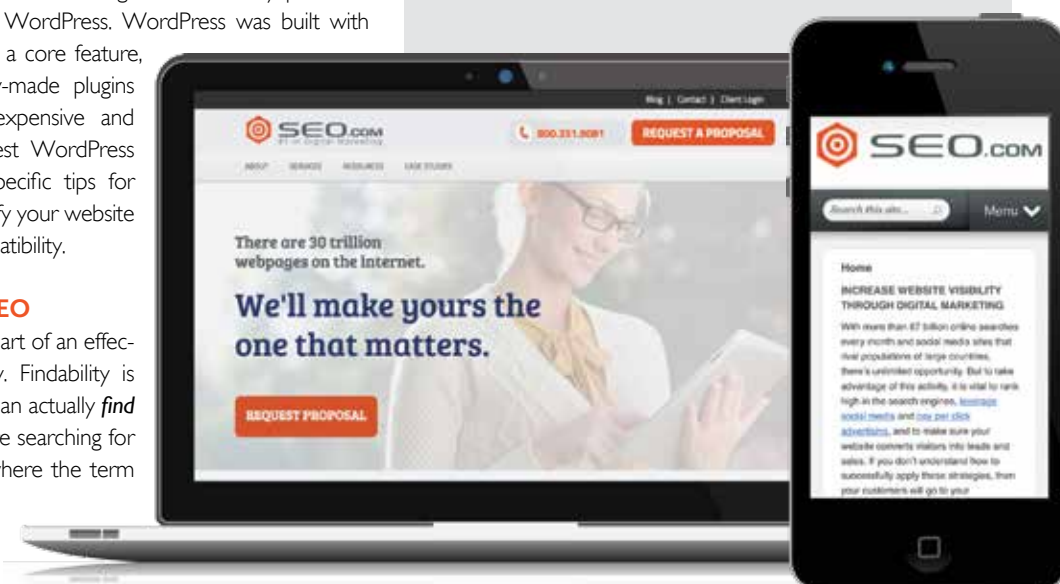 WordPress. WordPress was built with
a core feature,
y-made plugins
expensive and
est WordPress
pecific tips for
fy your website
atibility.
EO
art of an effec-
y. Findability is
an actually find
e searching for
where the term
Blog | Contact | Client Login
SEO.COM
#1 in Digital Marketing
800.351.9081
REQUEST A PROPOSAL
ABOUT SERVICES RESOURCES CASE STUDIES
There are 30 trillion
webpages on the Internet.
We'll make yours the
one that matters.
REQUEST PROPOSAL
SEO.COM
Search this site...
Menu
Home
INCREASE WEBSITE VISIBILITY
THROUGH DIGITAL MARKETING
With more than 87 billion online searches
every month and social media sites that
rival populations of large countries,
there's unlimited opportunity. But to take
advantage of this activity, it is vital to rank
high in the search engines, leverage
social media and pay per click
advertising, and to make sure your
website converts visitors into leads and
sales. If you don't understand how to
successfully apply these strategies, then
your customers will go to your